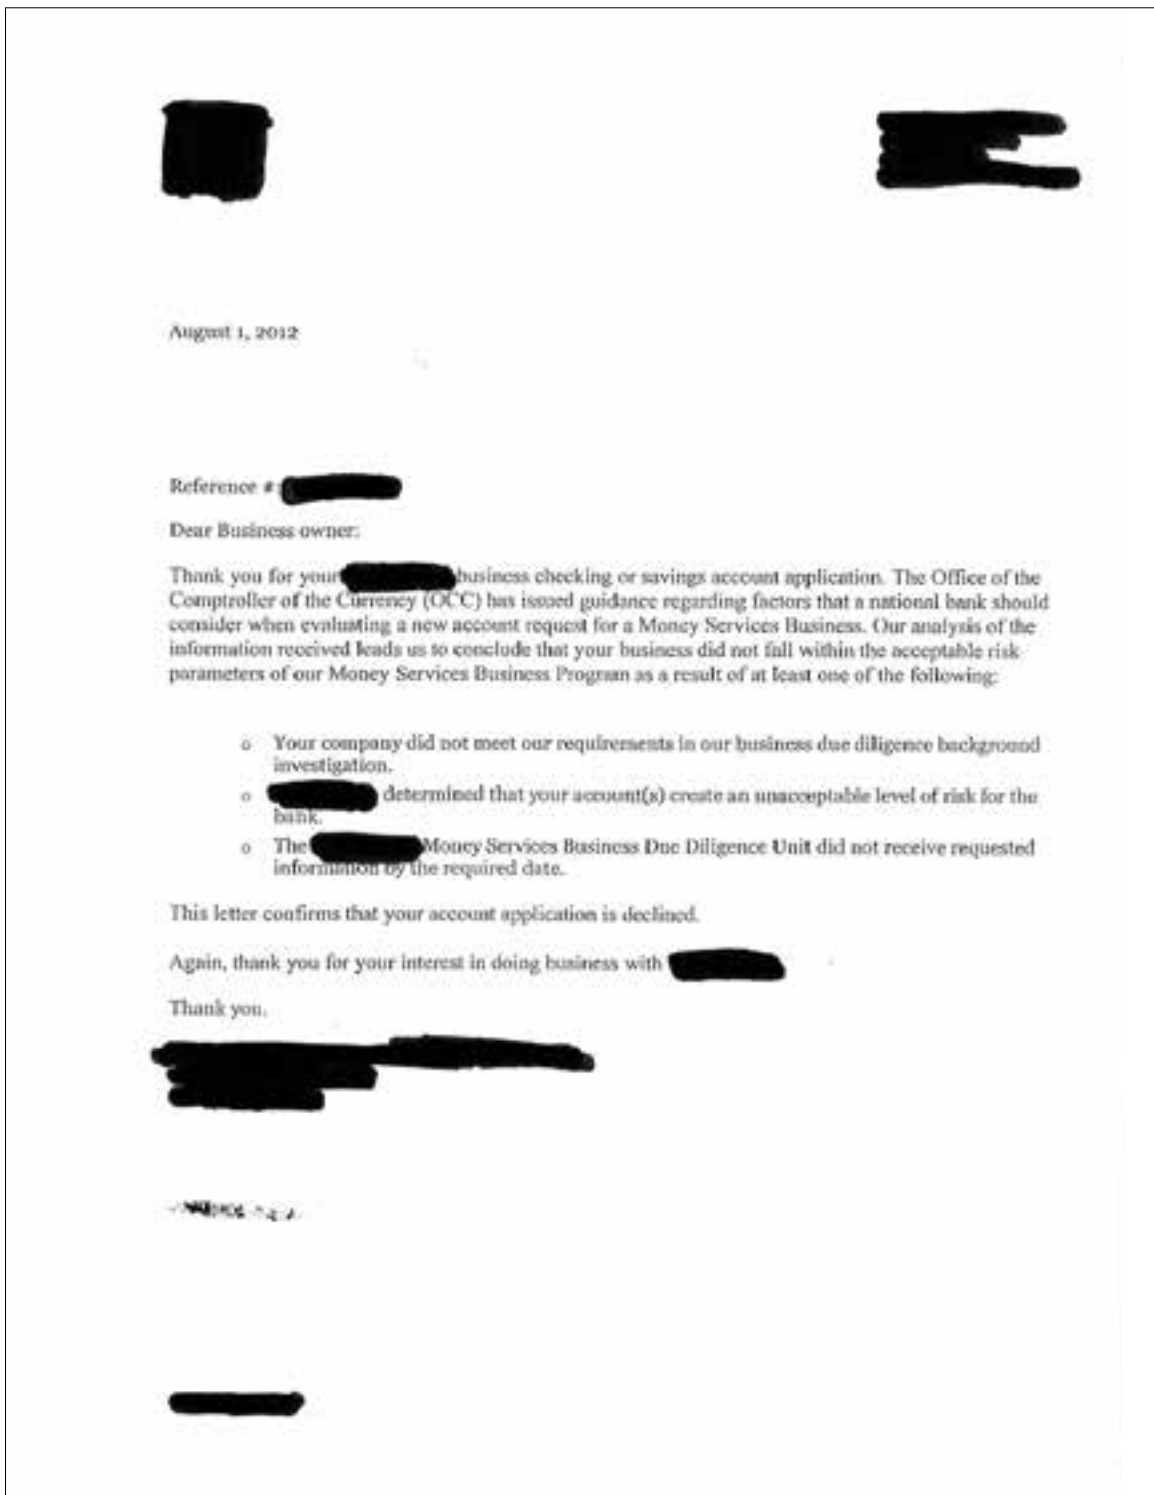 August 1, 2012
Reference #
Dear Business owner:
Thank you for your business checking or savings account application. The Office of the
Comptroller of the Currency (OCC) has issued guidance regarding factors that a national bank should
consider when evaluating a new account request for a Money Services Business. Our analysis of the
information received leads us to conclude that your business did not fall within the acceptable risk
parameters of our Money Services Business Program as a result of at least one of the following:
o Your company did not meet our requirements in our business due diligence background
investigation.
o determined that your account(s) create an unacceptable level of risk for the
bank.
o The Money Services Business Due Diligence Unit did not receive requested
information by the required date.
This letter confirms that your account application is declined.
Again, thank you for your interest in doing business with
Thank you.